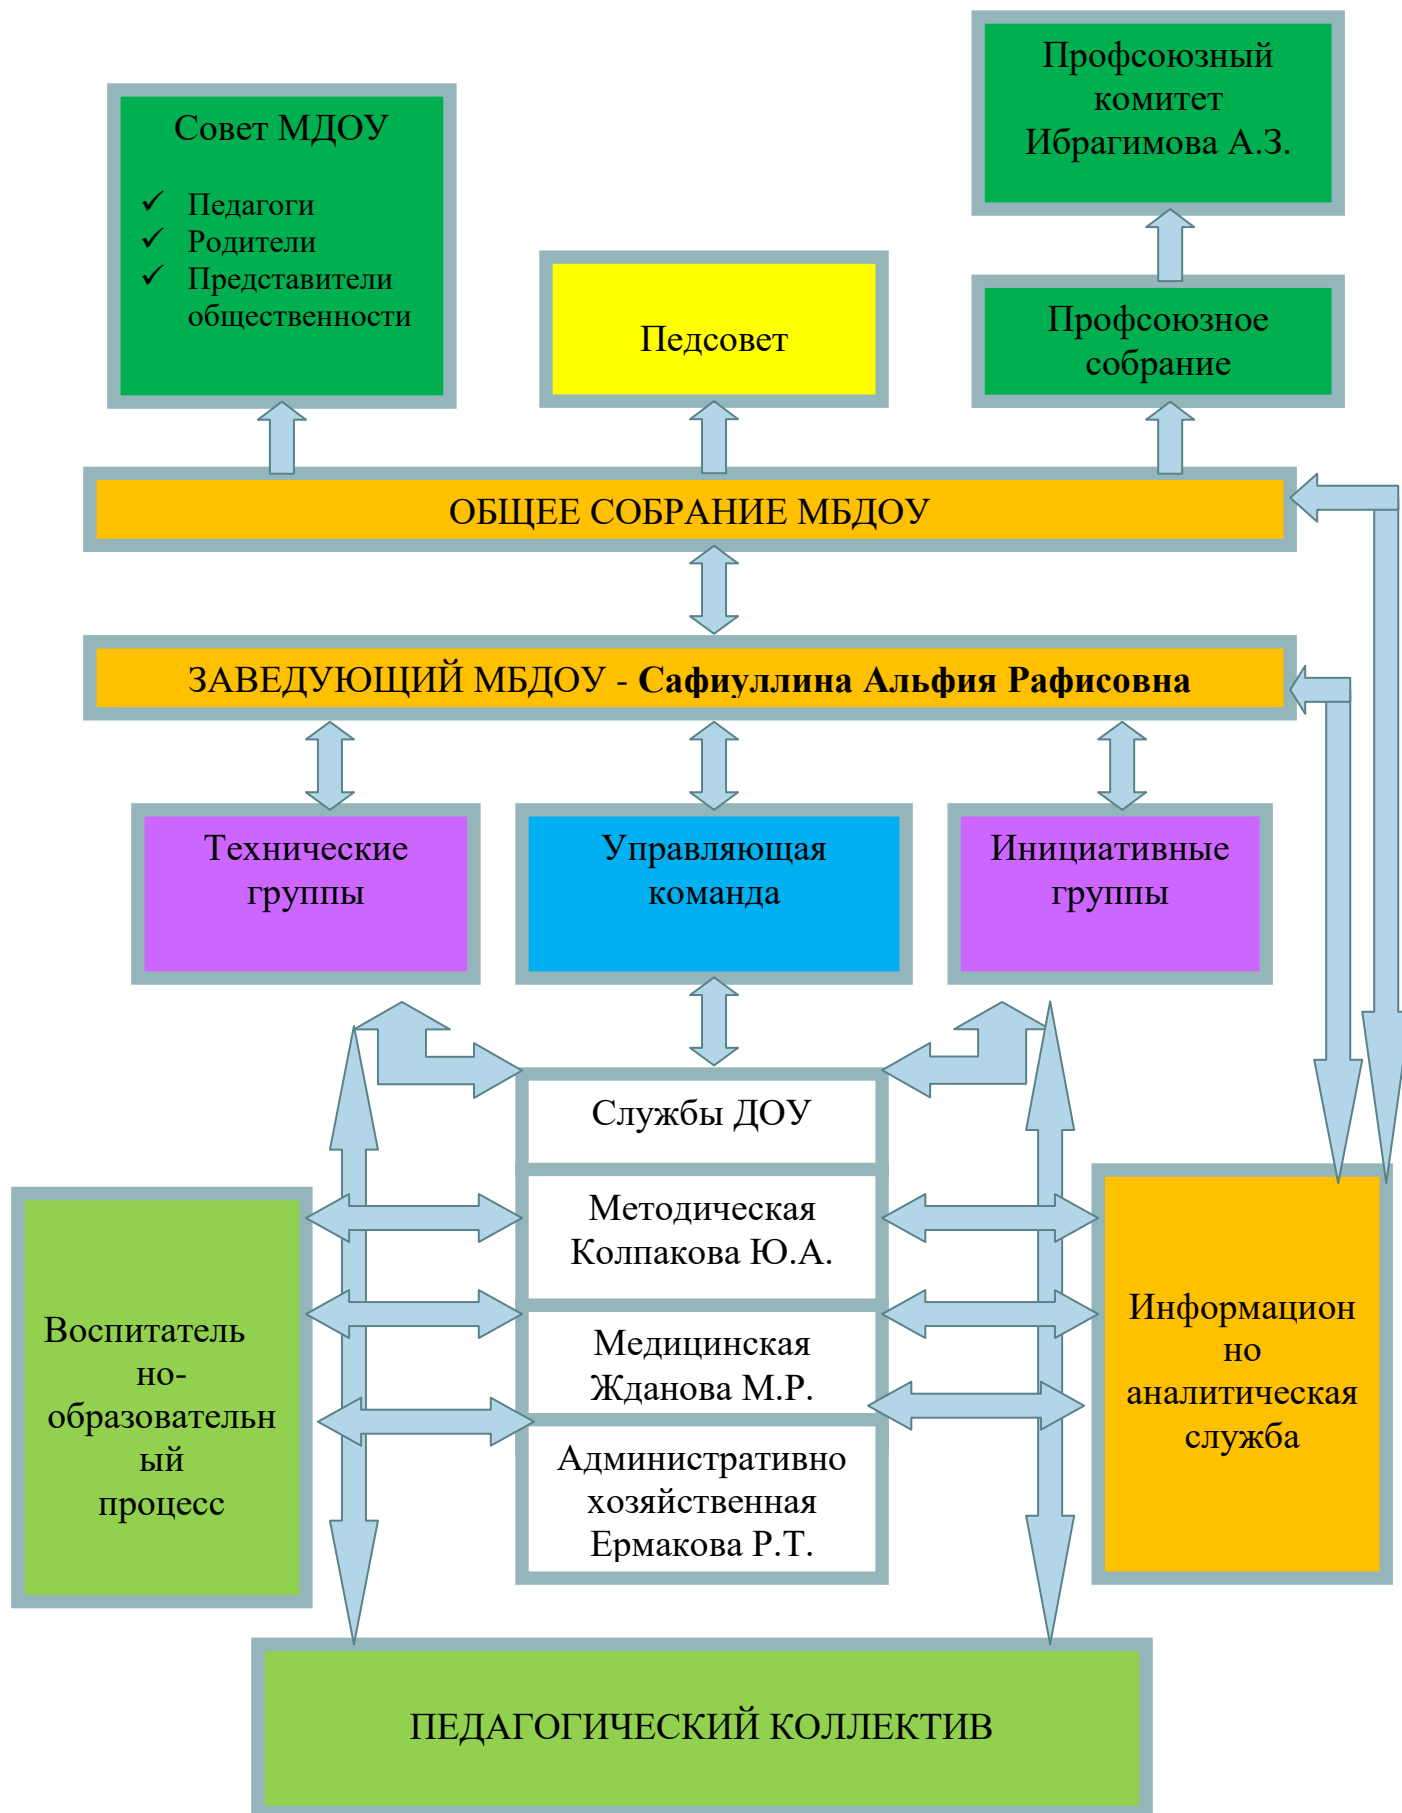 Профсоюзный
комитет
Ибрагимова А.З.
Совет МДОУ
✓ Педагоги
✓ Родители
✓ Представители
общественности
Педсовет
Профсоюзное
собрание
ОБЩЕЕ СОБРАНИЕ МБДОУ
ЗАВЕДУЮЩИЙ МБДОУ - Сафиуллина Альфия Рафисовна
Технические
группы
Управляющая
команда
Инициативные
группы
Службы ДОУ
Методическая
Колпакова Ю.А.
Медицинская
Жданова М.Р.
Административно
хозяйственная
Ермакова Р.Т.
Воспитатель
но-
образовательн
ый
процесс
Информацион
но
аналитическая
служба
ПЕДАГОГИЧЕСКИЙ КОЛЛЕКТИВ